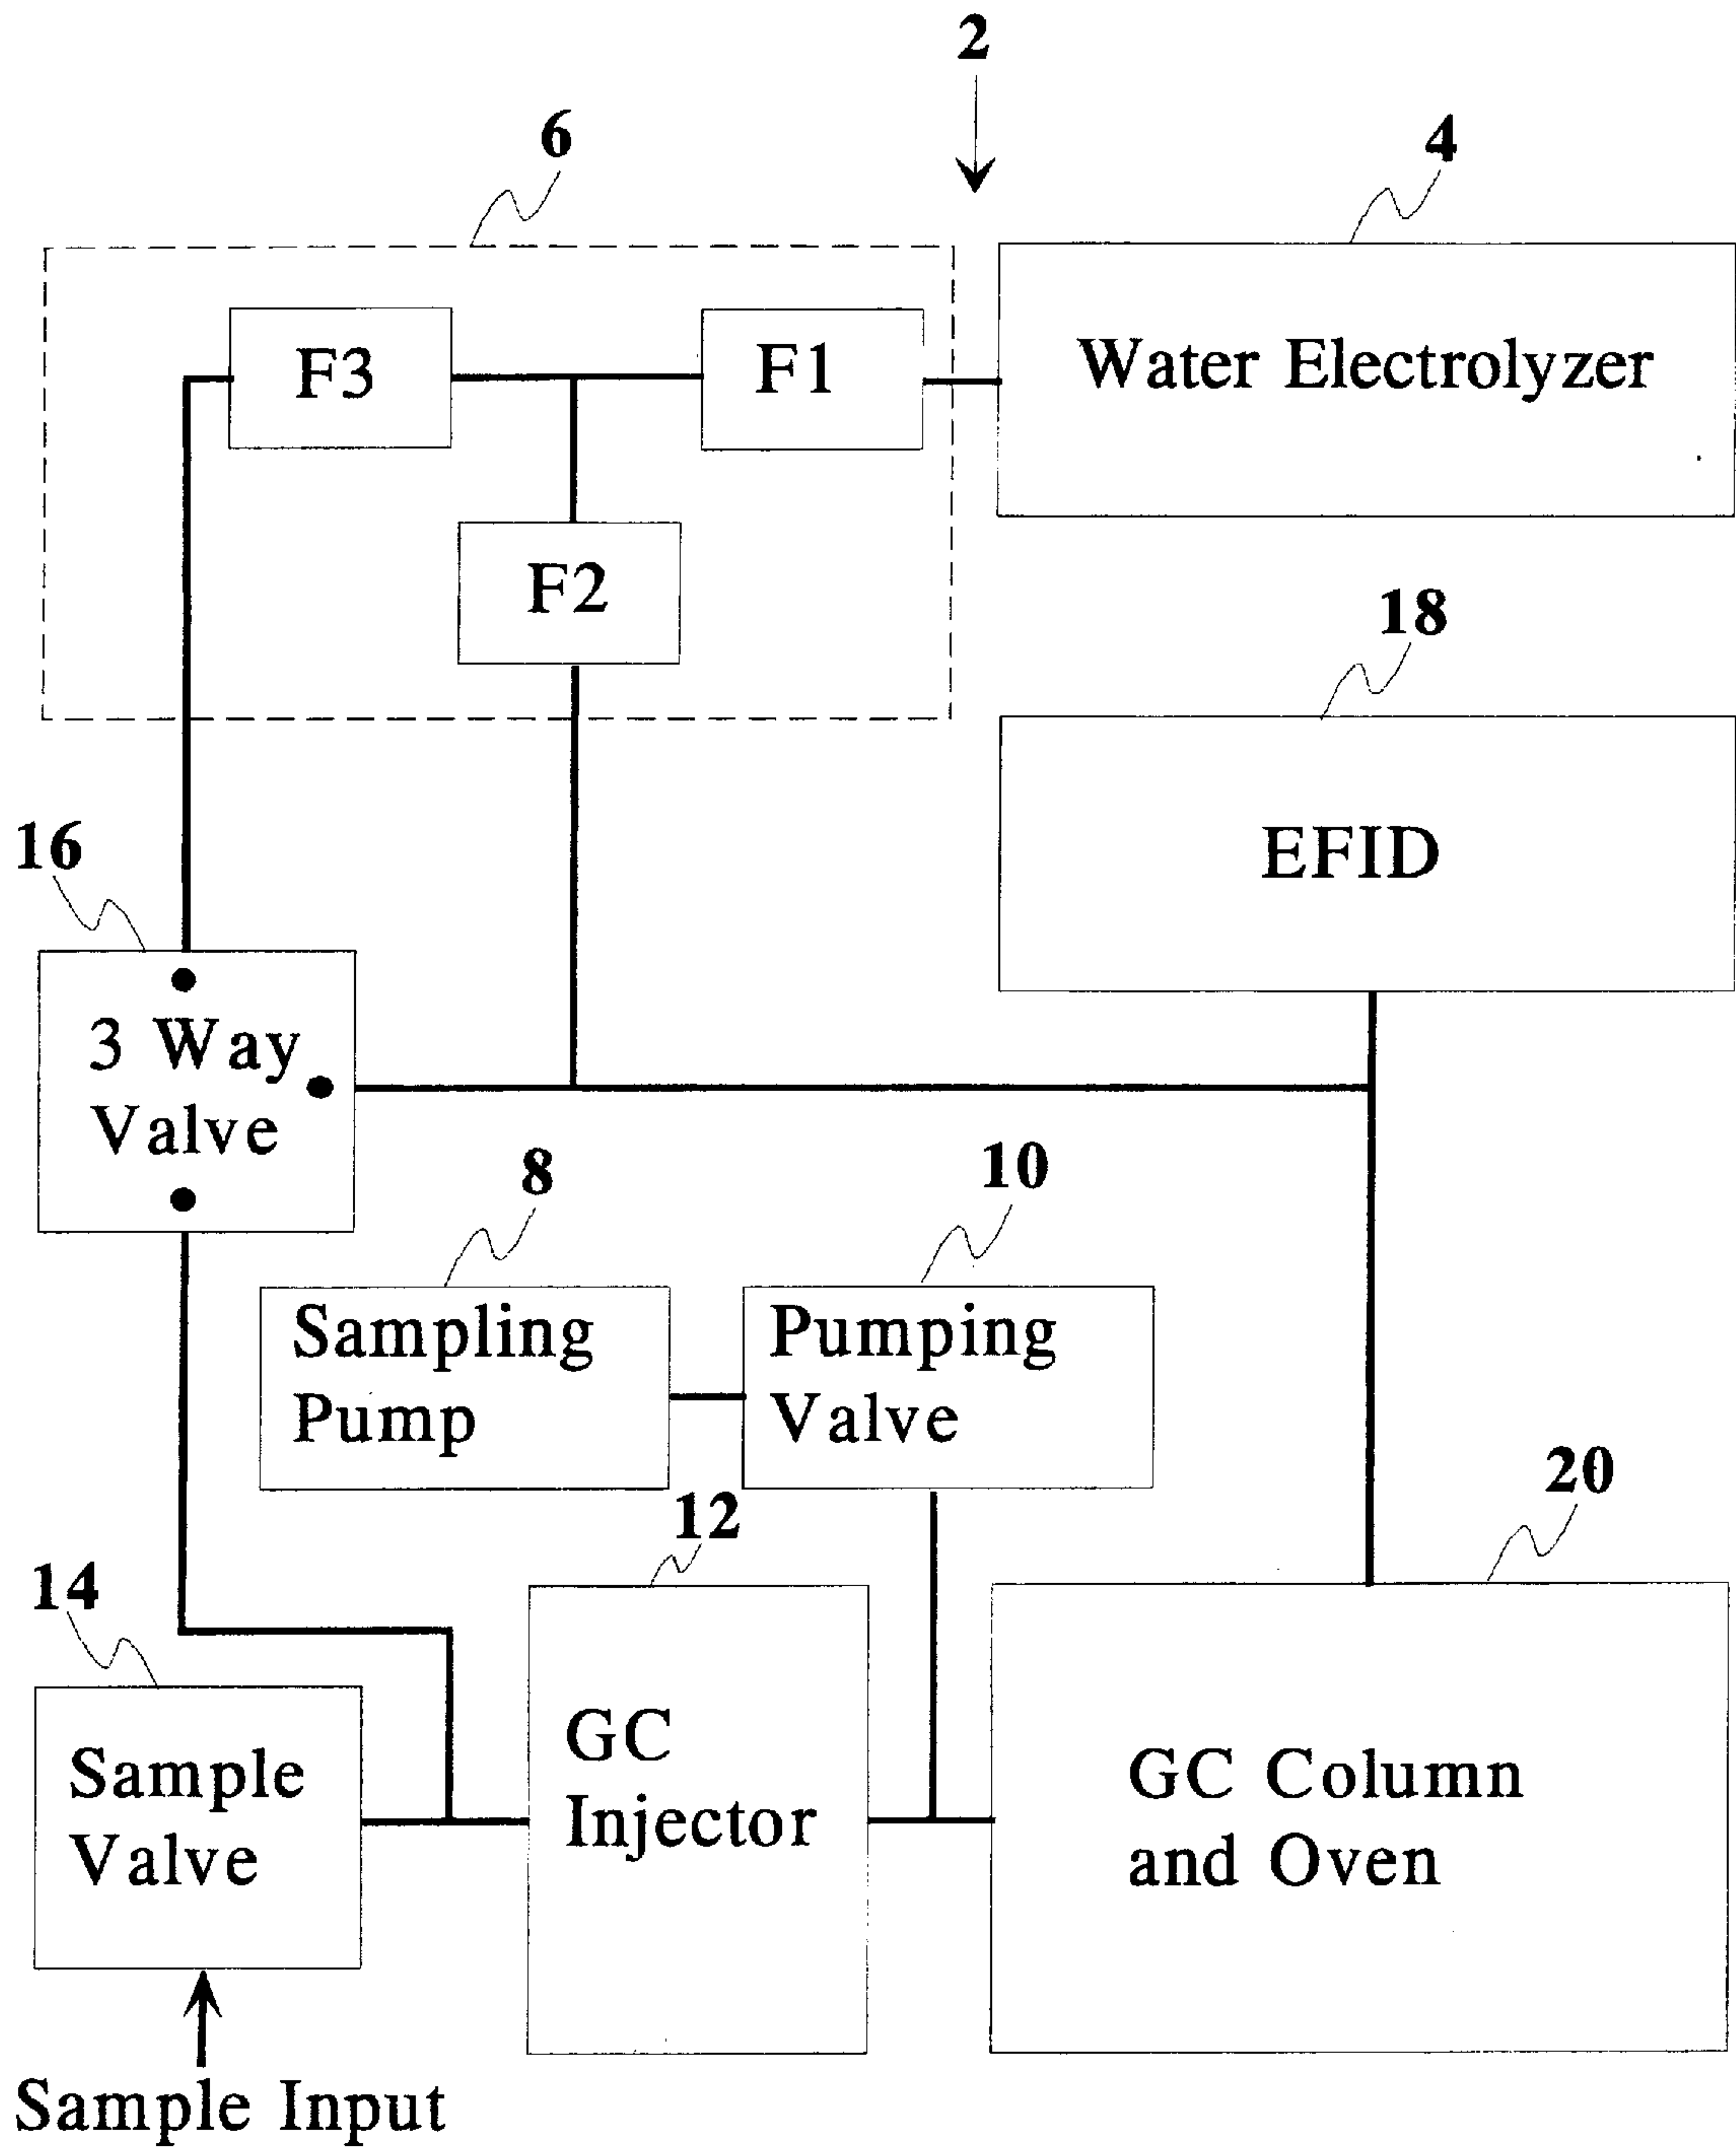 2
6
4
F3
F1
Water Electrolyzer
F2
18
EFID
16
3 Way
Valve
8
10
Sampling
Pump
Pumping
Valve
12
20
14
GC
Injector
Sample
Valve
GC Column
and Oven
Sample Input